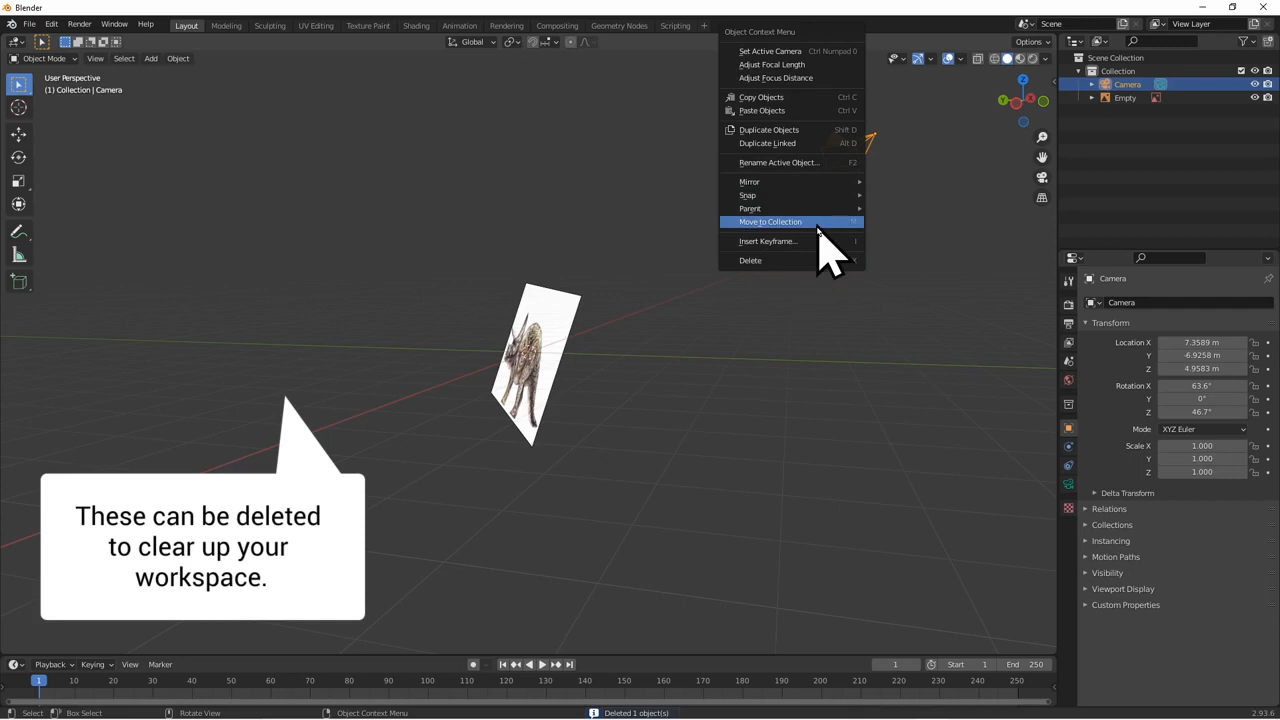 Blender
File Edit Render Window Help
Layout Modeling Sculpting UV Editing Texture Paint Shading Animation Rendering Compositing Geometry Nodes Scripting +
Scene
View Layer
Global
Options
Object Mode View Select Add Object
User Perspective
(1) Collection | Camera
Object Context Menu
Set Active Camera Ctrl Numpad 0
Adjust Focal Length
Adjust Focus Distance
Copy Objects Ctrl C
Paste Objects Ctrl V
Duplicate Objects Shift D
Duplicate Linked Alt D
Rename Active Object... F2
Mirror
Snap
Parent
Move to Collection
Insert Keyframe... I
Delete X
Z
Y
X
Scene Collection
Collection
Camera
Empty
Camera
Camera
Transform
Location X 7.3589 m
Y -6.9258 m
Z 4.9583 m
Rotation X 63.6°
Y 0°
Z 46.7°
Mode XYZ Euler
Scale X 1.000
Y 1.000
Z 1.000
Delta Transform
Relations
Collections
Instancing
Motion Paths
Visibility
Viewport Display
Custom Properties
These can be deleted
to clear up your
workspace.
Playback Keying View Marker
1 Start 1 End 250
1 10 20 30 40 50 60 70 80 90 100 110 120 130 140 150 160 170 180 190 200 210 220 230 240 250
Select Box Select Rotate View Object Context Menu Deleted 1 object(s) 2.93.6